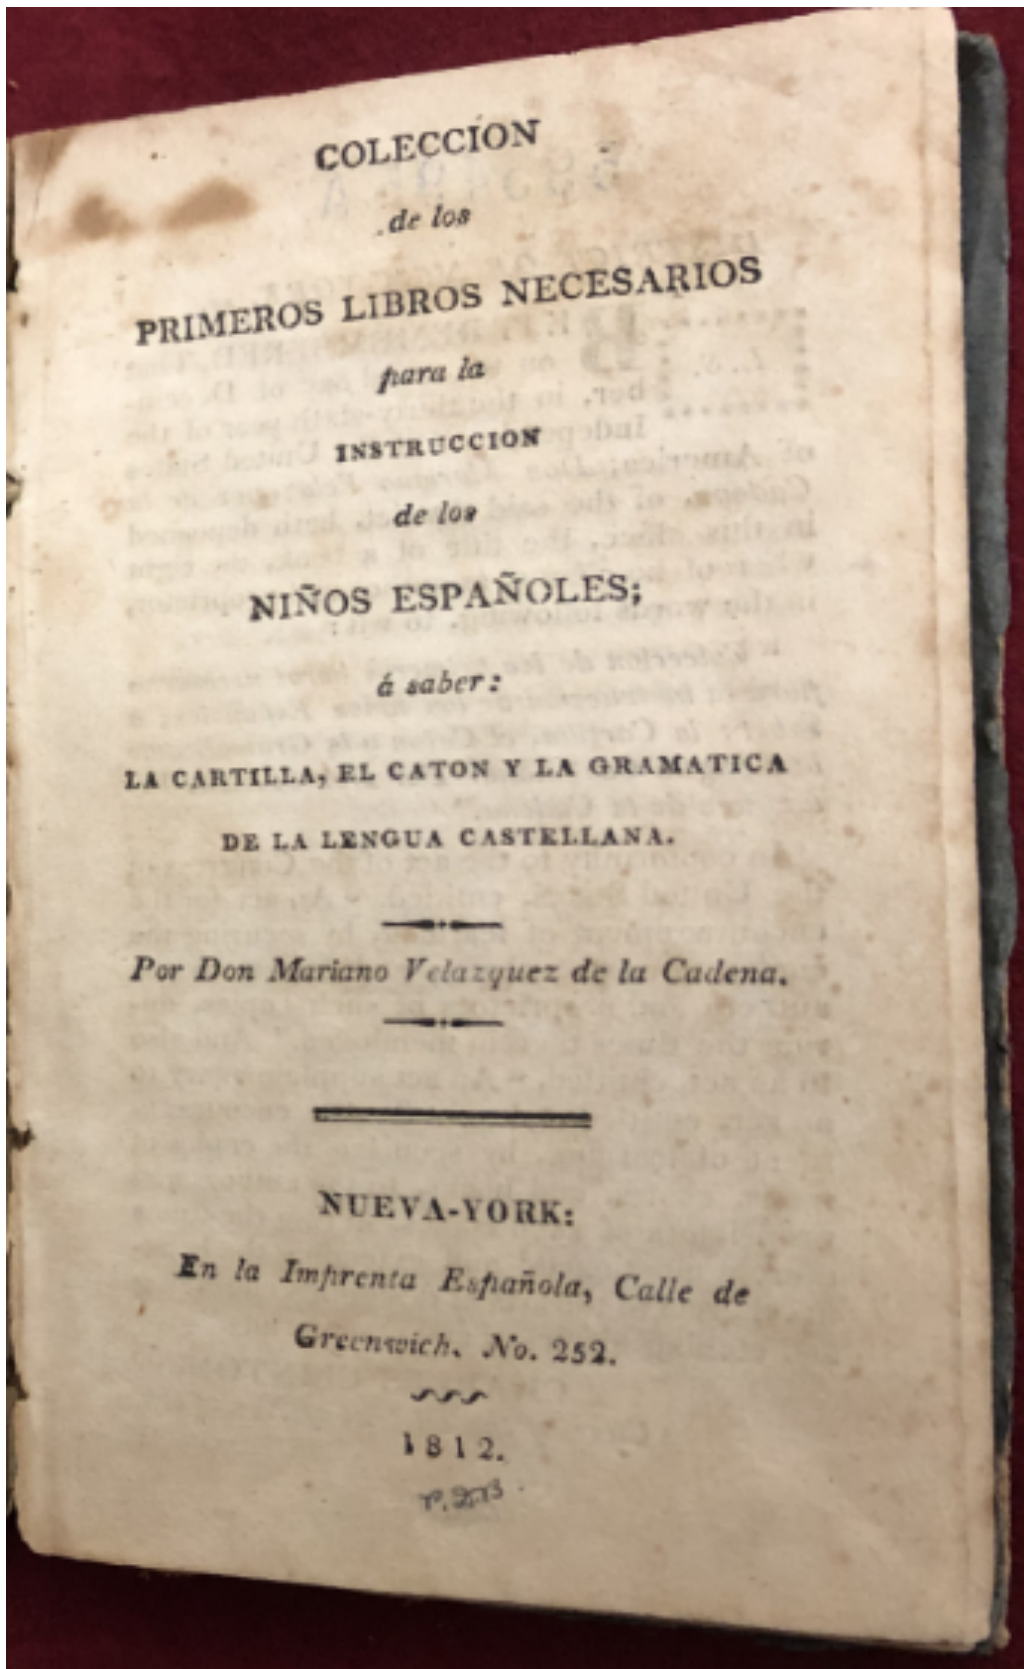 COLECCION
de los
PRIMEROS LIBROS NECESARIOS
para la
INSTRUCCION
de los
NIÑOS ESPAÑOLES;
á saber:
LA CARTILLA, EL CATON Y LA GRAMATICA
DE LA LENGUA CASTELLANA.
Por Don Mariano Velazquez de la Cadena.
NUEVA-YORK:
En la Imprenta Española, Calle de
Greenwich. No. 252.
1812.